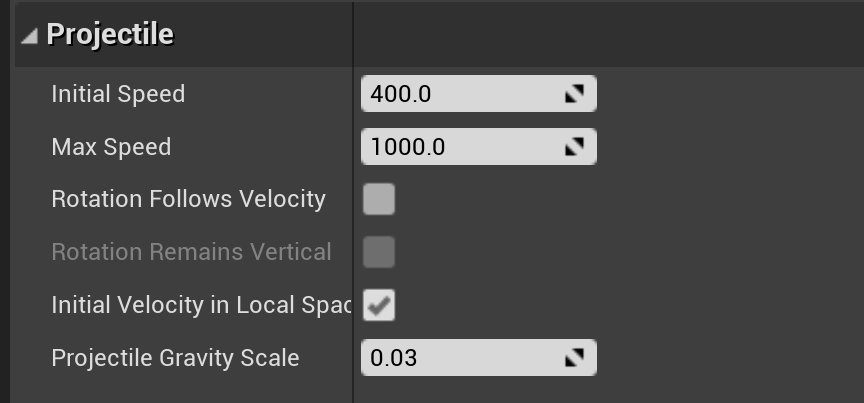 Projectile
Initial Speed 400.0
Max Speed 1000.0
Rotation Follows Velocity
Rotation Remains Vertical
Initial Velocity in Local Spac
Projectile Gravity Scale 0.03